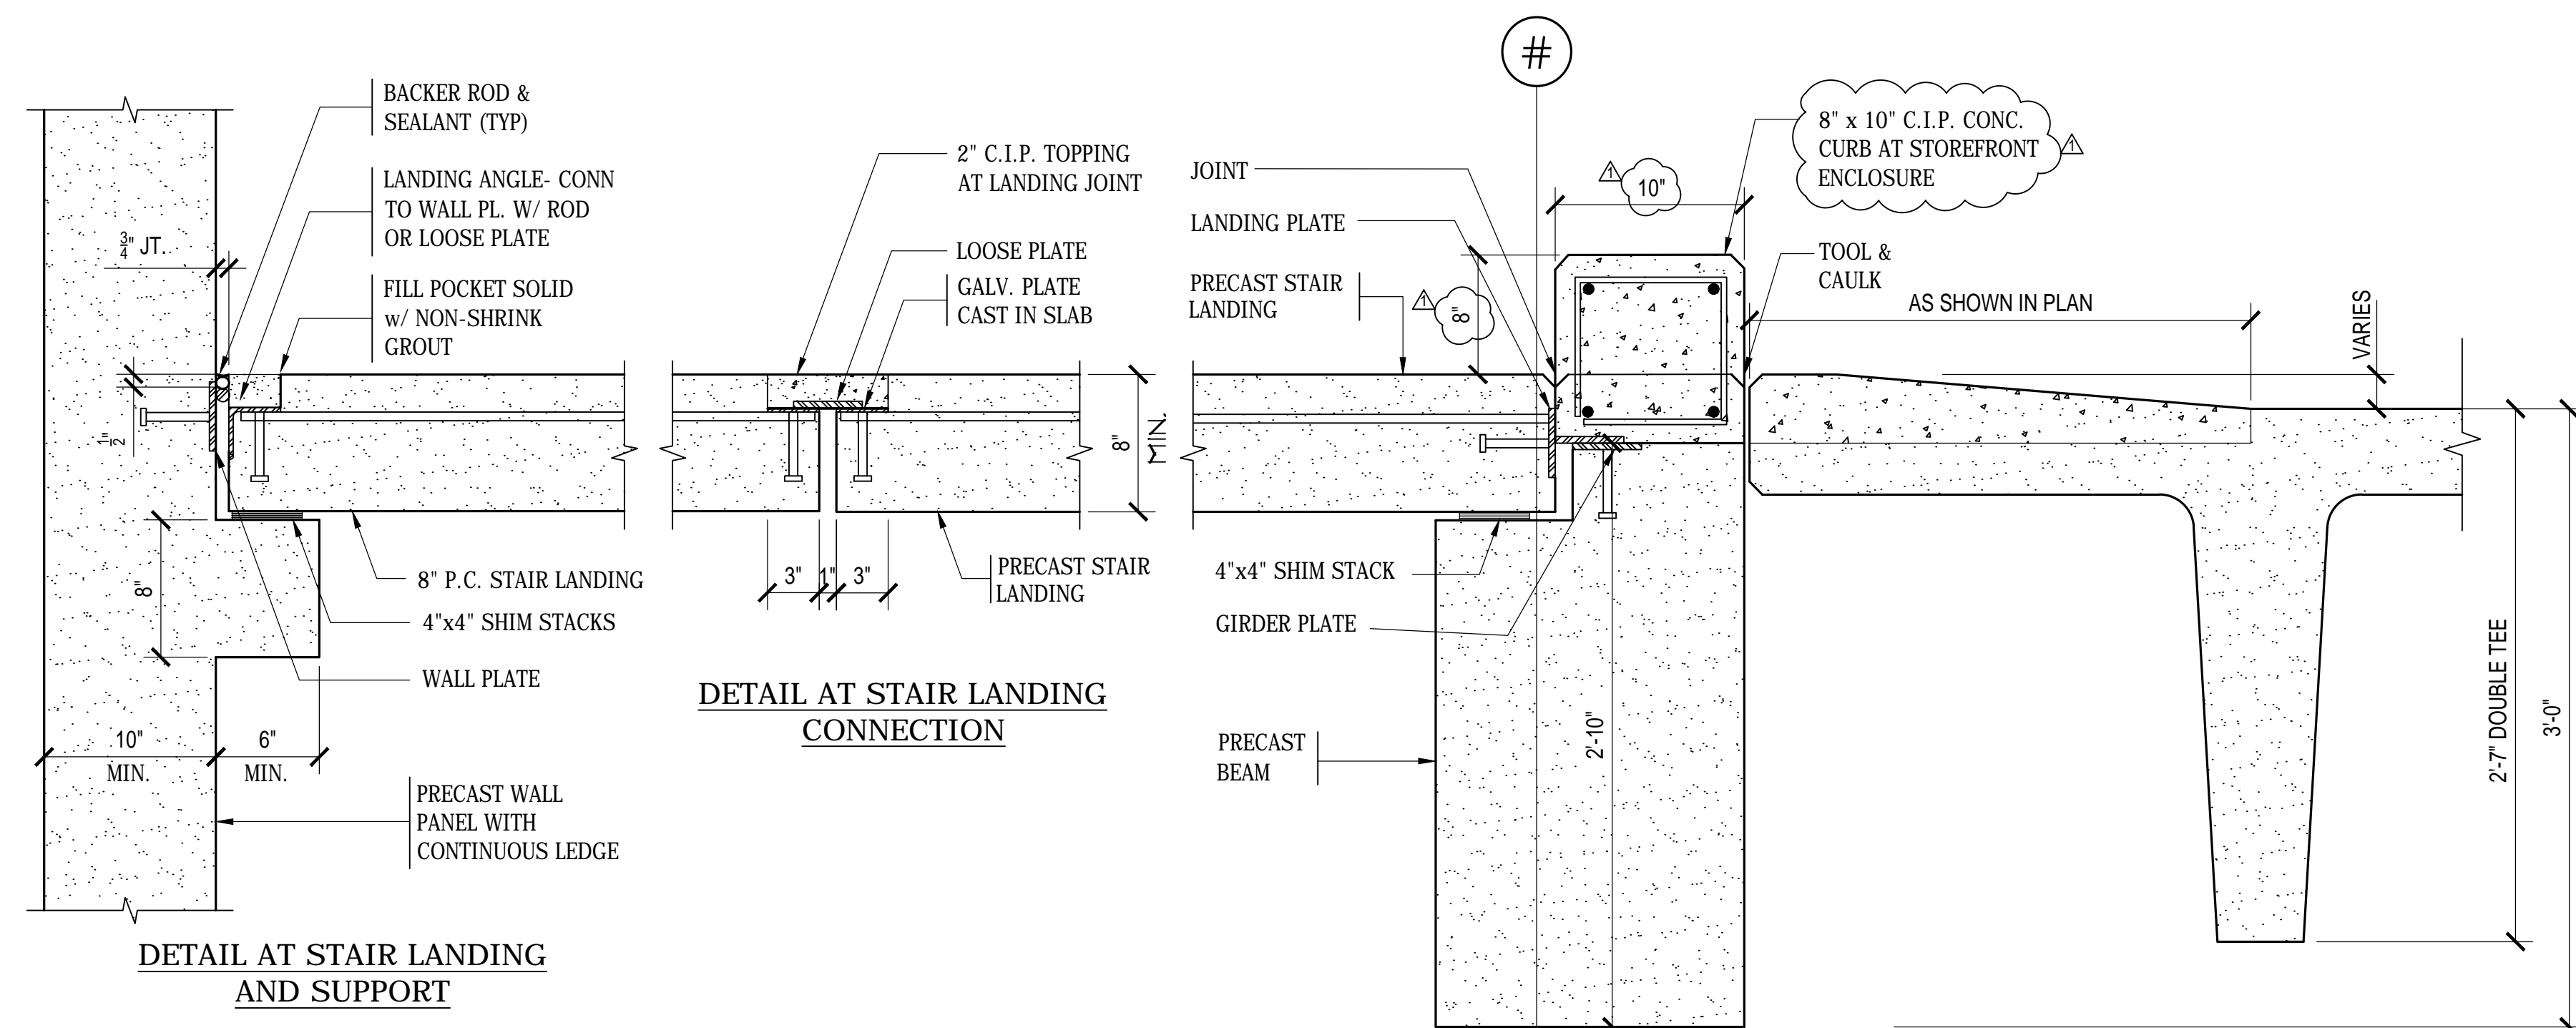 BACKER ROD &
SEALANT (TYP)
LANDING ANGLE- CONN
TO WALL PL. W/ ROD
OR LOOSE PLATE
3/4" JT.
FILL POCKET SOLID
w/ NON-SHRINK
GROUT
1/2"
8"
8" P.C. STAIR LANDING
4"x4" SHIM STACKS
WALL PLATE
10"
MIN.
6"
MIN.
PRECAST WALL
PANEL WITH
CONTINUOUS LEDGE
DETAIL AT STAIR LANDING
AND SUPPORT
2" C.I.P. TOPPING
AT LANDING JOINT
LOOSE PLATE
GALV. PLATE
CAST IN SLAB
8"
MIN.
3" 1" 3"
PRECAST STAIR
LANDING
DETAIL AT STAIR LANDING
CONNECTION
#
JOINT
LANDING PLATE
PRECAST STAIR
LANDING
1 10"
1 8"
8" x 10" C.I.P. CONC.
CURB AT STOREFRONT 1
ENCLOSURE
TOOL &
CAULK
AS SHOWN IN PLAN
VARIES
4"x4" SHIM STACK
GIRDER PLATE
PRECAST
BEAM
2'-10"
2'-7" DOUBLE TEE
3'-0"